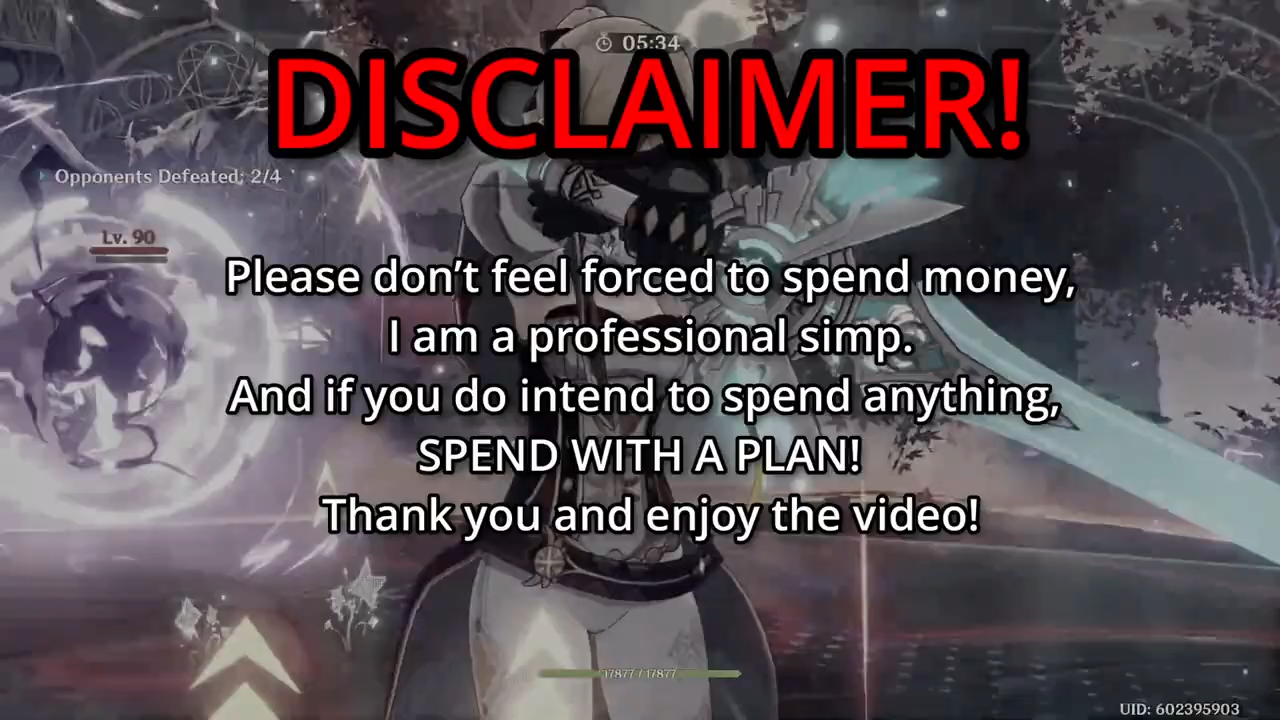 05:34
DISCLAIMER!
Opponents Defeated: 2/4
Lv. 90
Please don't feel forced to spend money,
I am a professional simp.
And if you do intend to spend anything,
SPEND WITH A PLAN!
Thank you and enjoy the video!
17877 / 17877
UID: 602395903